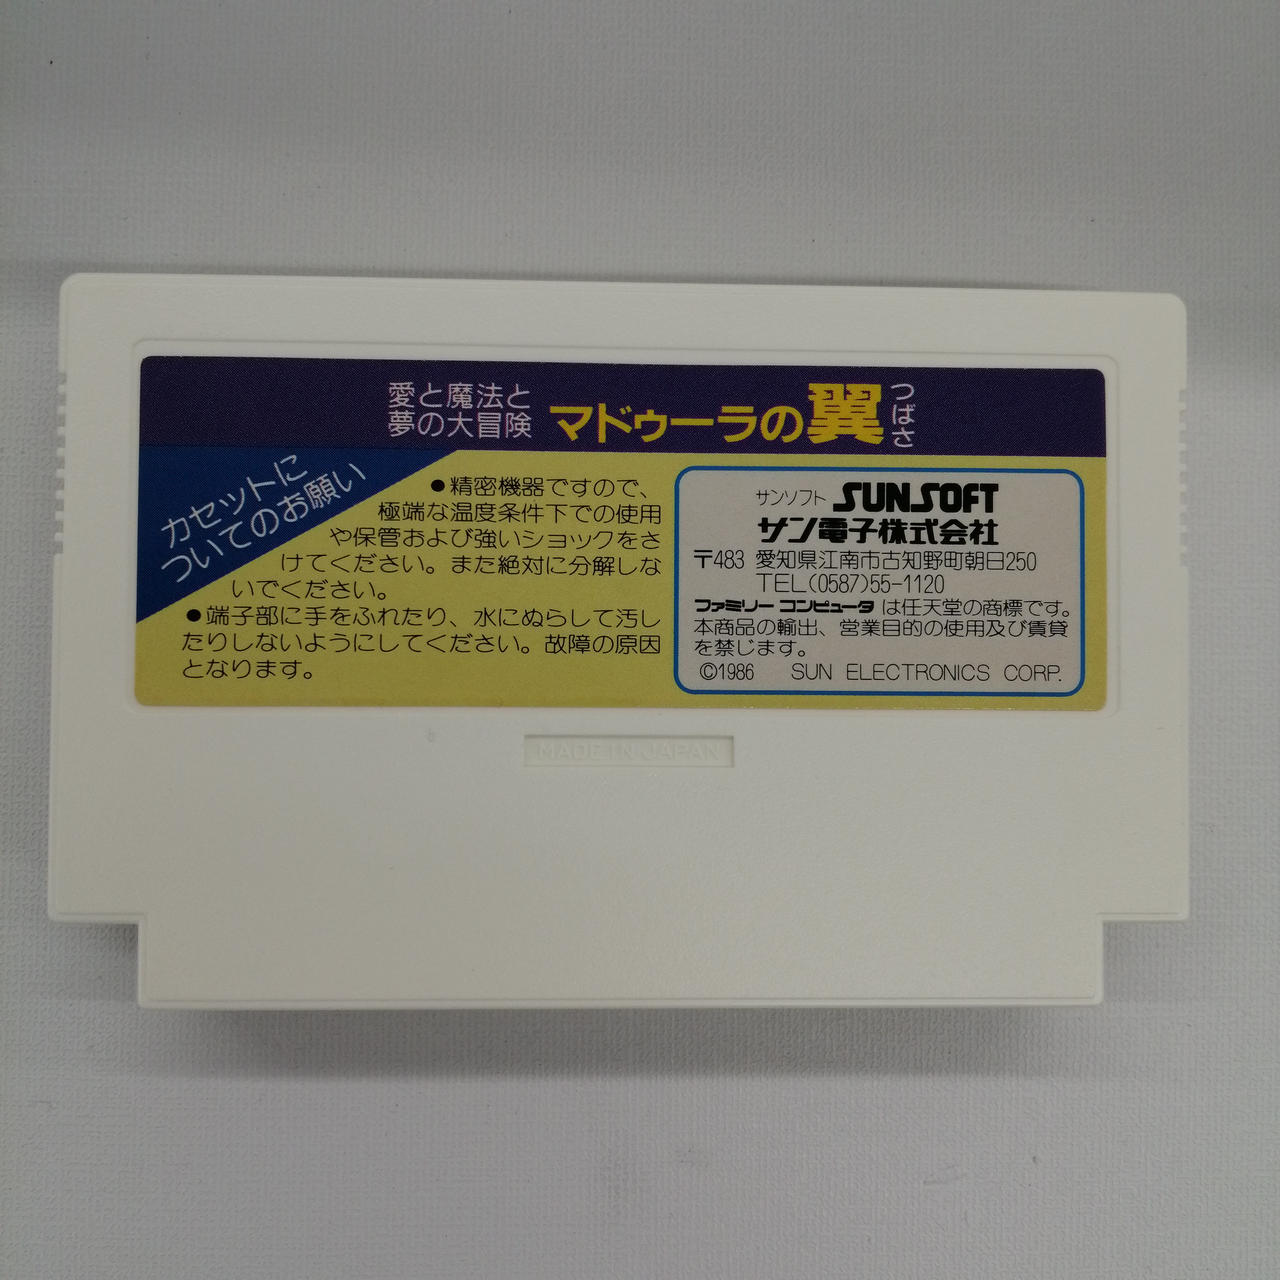 愛と魔法と
夢の大冒険
マドゥーラの翼
つばさ
カセットに
ついてのお願い
●精密機器ですので、
極端な温度条件下での使用
や保管および強いショックをさ
けてください。また絶対に分解しな
いでください。
●端子部に手をふれたり、水にぬらして汚し
たりしないようにしてください。故障の原因
となります。
サンソフト SUNSOFT
サン電子株式会社
〒483 愛知県江南市古知野町朝日250
TEL(0587)55-1120
ファミリー コンピュータ は任天堂の商標です。
本商品の輸出、営業目的の使用及び賃貸
を禁じます。
©1986 SUN ELECTRONICS CORP.
MADE IN JAPAN